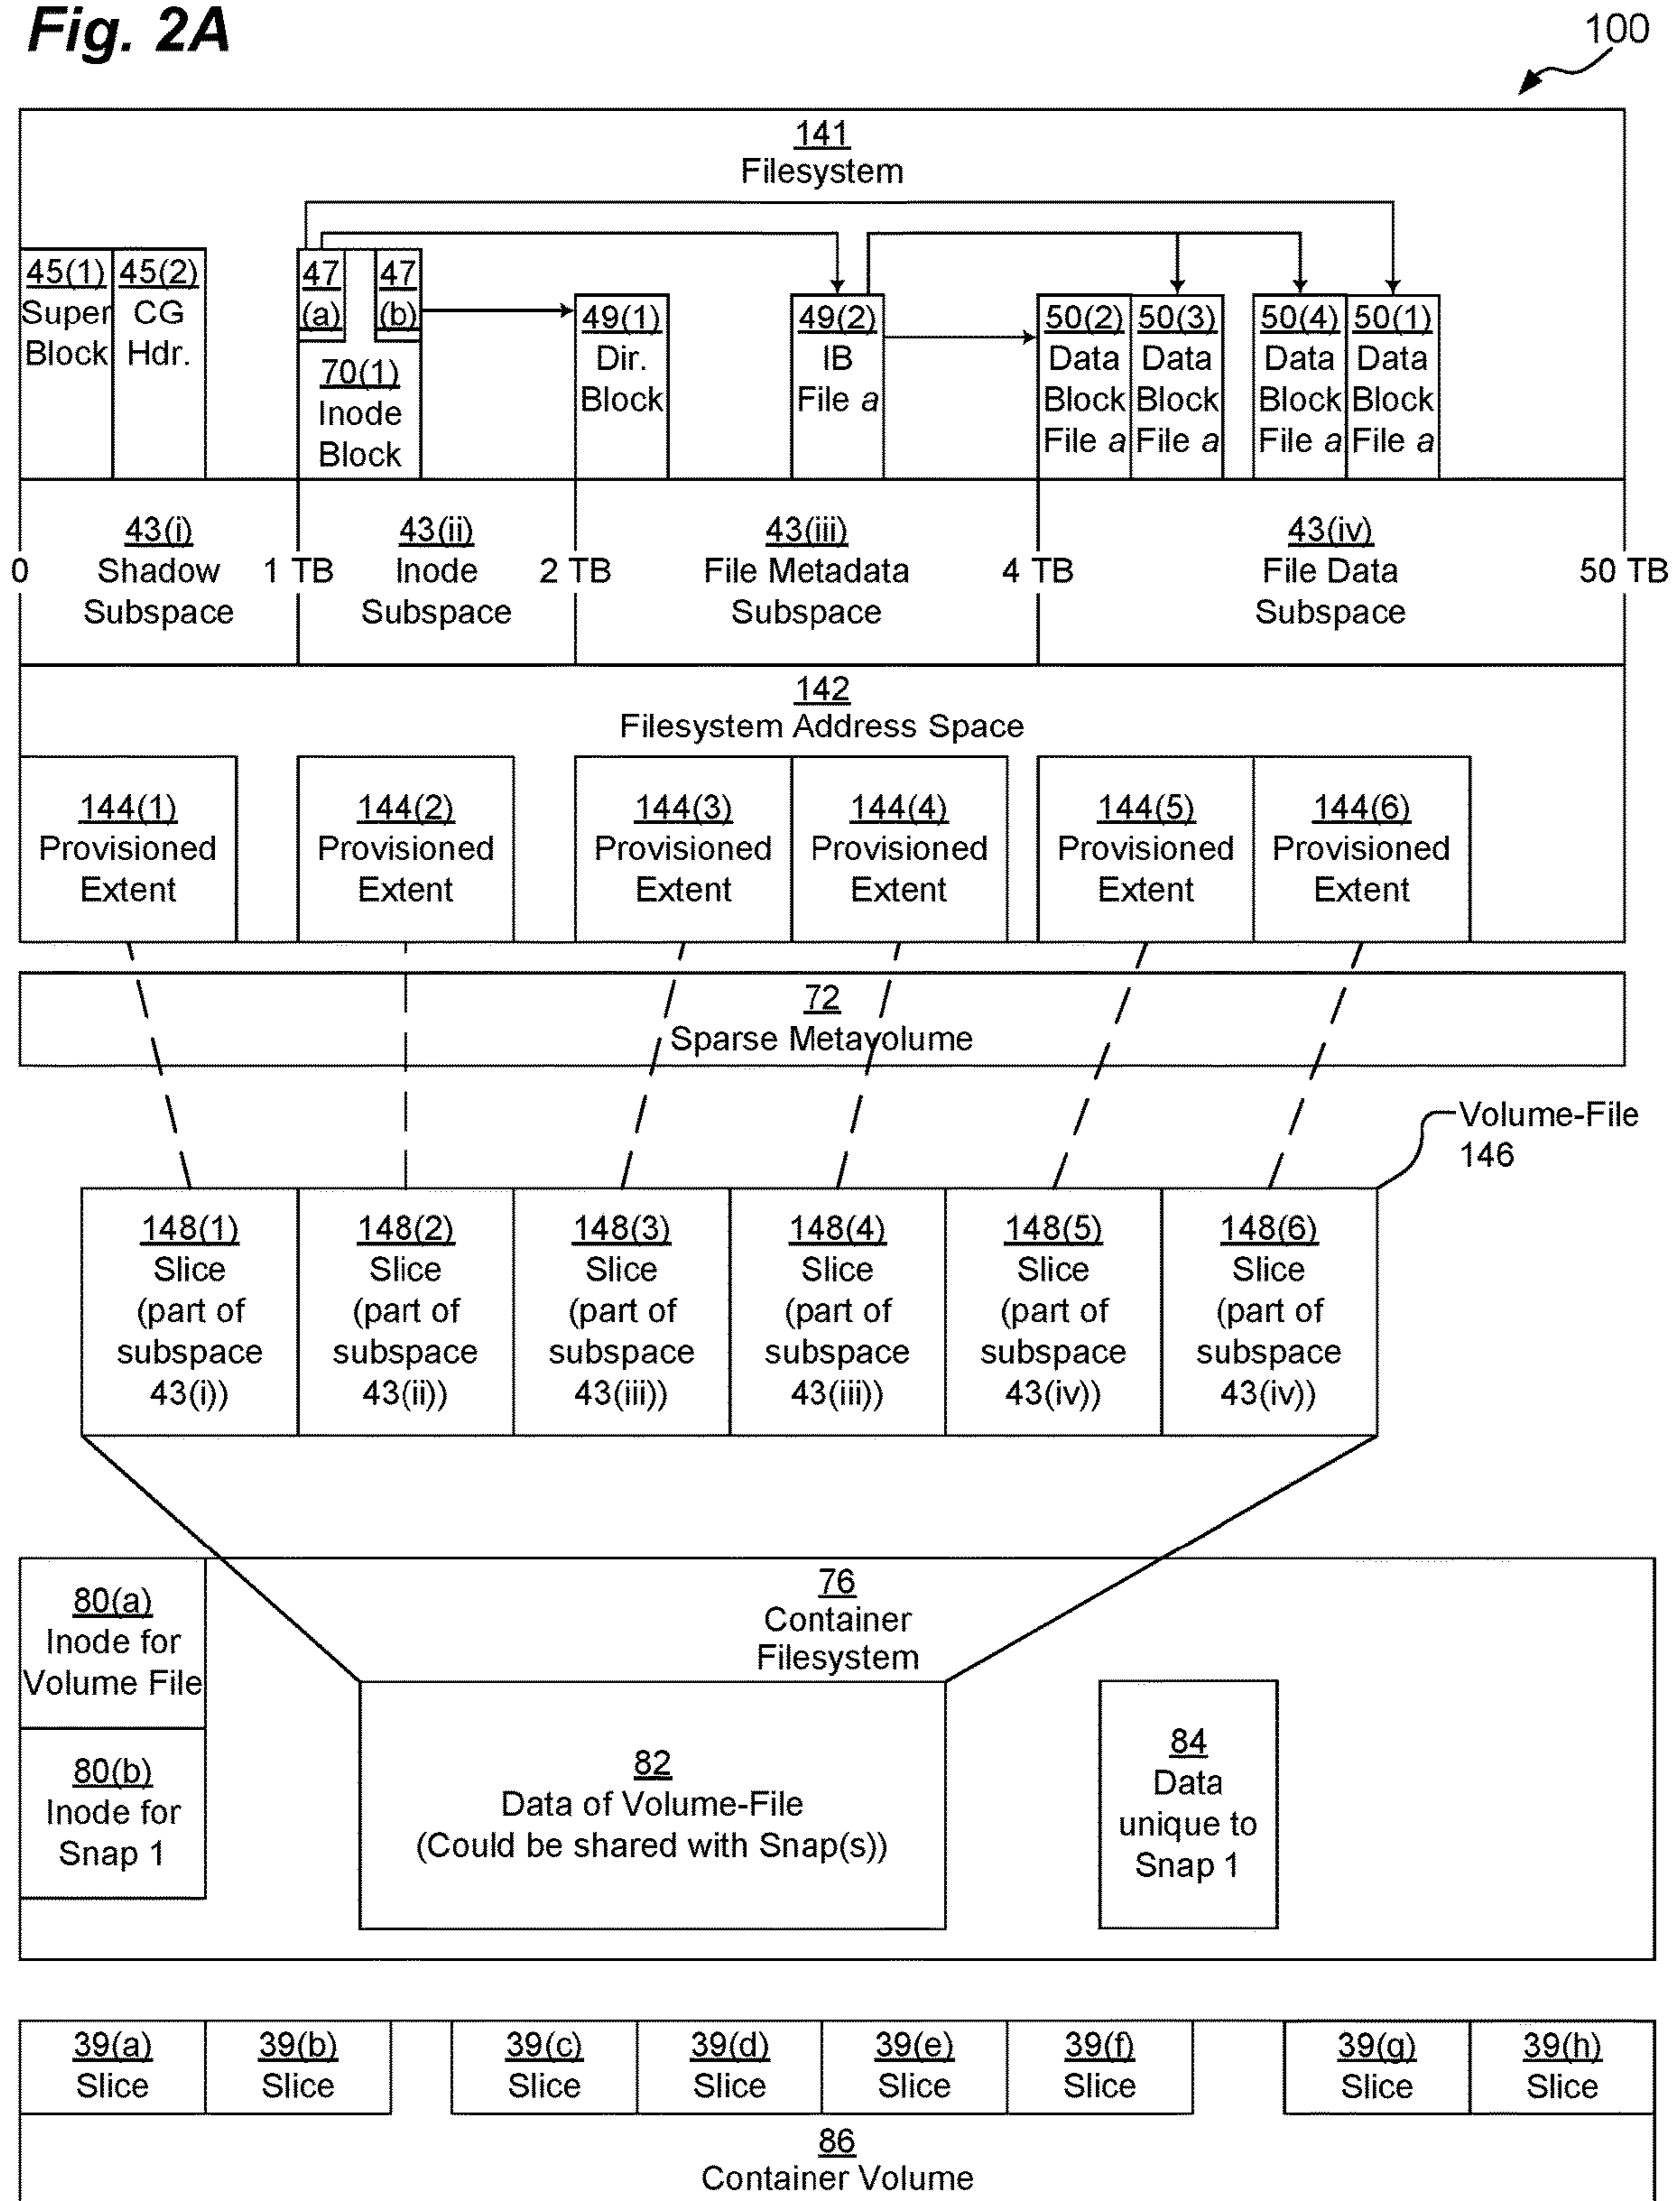 Fig. 2A
100
141
Filesystem
45(1)
Super
Block
45(2)
CG
Hdr.
47
(a)
47
(b)
70(1)
Inode
Block
49(1)
Dir.
Block
49(2)
IB
File a
50(2)
Data
Block
File a
50(3)
Data
Block
File a
50(4)
Data
Block
File a
50(1)
Data
Block
File a
0
43(i)
Shadow
Subspace
1 TB
43(ii)
Inode
Subspace
2 TB
43(iii)
File Metadata
Subspace
4 TB
43(iv)
File Data
Subspace
50 TB
142
Filesystem Address Space
144(1)
Provisioned
Extent
144(2)
Provisioned
Extent
144(3)
Provisioned
Extent
144(4)
Provisioned
Extent
144(5)
Provisioned
Extent
144(6)
Provisioned
Extent
72
Sparse Metavolume
Volume-File
146
148(1)
Slice
(part of
subspace
43(i))
148(2)
Slice
(part of
subspace
43(ii))
148(3)
Slice
(part of
subspace
43(iii))
148(4)
Slice
(part of
subspace
43(iii))
148(5)
Slice
(part of
subspace
43(iv))
148(6)
Slice
(part of
subspace
43(iv))
80(a)
Inode for
Volume File
80(b)
Inode for
Snap 1
76
Container
Filesystem
82
Data of Volume-File
(Could be shared with Snap(s))
84
Data
unique to
Snap 1
39(a)
Slice
39(b)
Slice
39(c)
Slice
39(d)
Slice
39(e)
Slice
39(f)
Slice
39(g)
Slice
39(h)
Slice
86
Container Volume